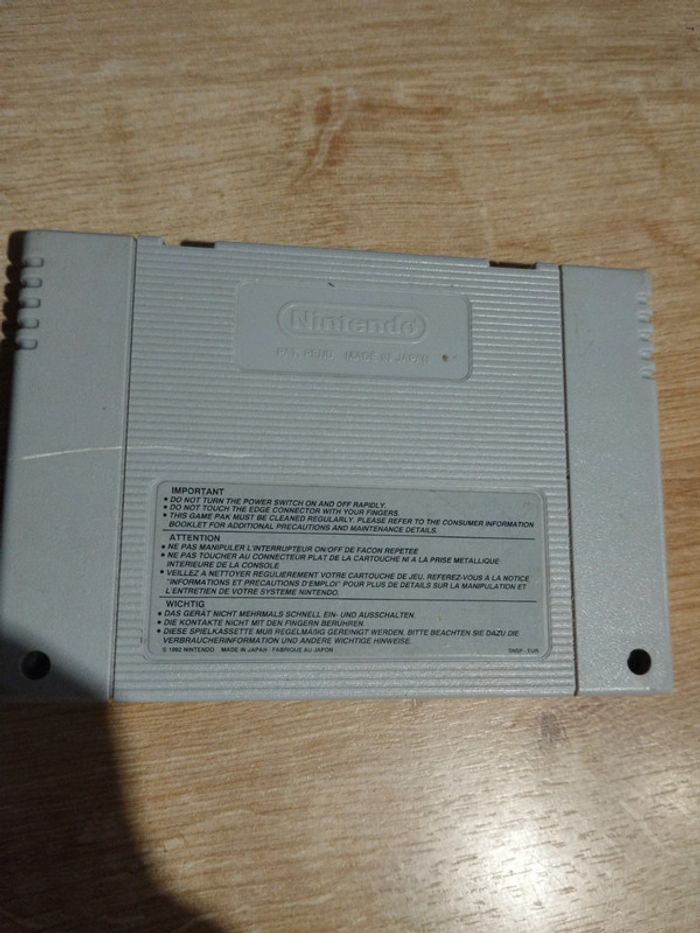 Nintendo
PAT. PEND. MADE IN JAPAN
IMPORTANT
• DO NOT TURN THE POWER SWITCH ON AND OFF RAPIDLY.
• DO NOT TOUCH THE EDGE CONNECTOR WITH YOUR FINGERS.
• THIS GAME PAK MUST BE CLEANED REGULARLY. PLEASE REFER TO THE CONSUMER INFORMATION
BOOKLET FOR ADDITIONAL PRECAUTIONS AND MAINTENANCE DETAILS.
ATTENTION
• NE PAS MANIPULER L'INTERRUPTEUR ON/OFF DE FACON REPETEE
• NE PAS TOUCHER AU CONNECTEUR PLAT DE LA CARTOUCHE NI A LA PRISE METALLIQUE
INTERIEURE DE LA CONSOLE
• VEILLEZ A NETTOYER REGULIEREMENT VOTRE CARTOUCHE DE JEU. REFEREZ-VOUS A LA NOTICE
"INFORMATIONS ET PRECAUTIONS D'EMPLOI" POUR PLUS DE DETAILS SUR LA MANIPULATION ET
L'ENTRETIEN DE VOTRE SYSTEME NINTENDO.
WICHTIG
• DAS GERÄT NICHT MEHRMALS SCHNELL EIN- UND AUSSCHALTEN.
• DIE KONTAKTE NICHT MIT DEN FINGERN BERÜHREN.
• DIESE SPIELKASSETTE MUß REGELMÄßIG GEREINIGT WERDEN. BITTE BEACHTEN SIE DAZU DIE
VERBRAUCHERINFORMATION UND ANDERE WICHTIGE HINWEISE.
© 1992 NINTENDO MADE IN JAPAN / FABRIQUE AU JAPON SNSP - EUR